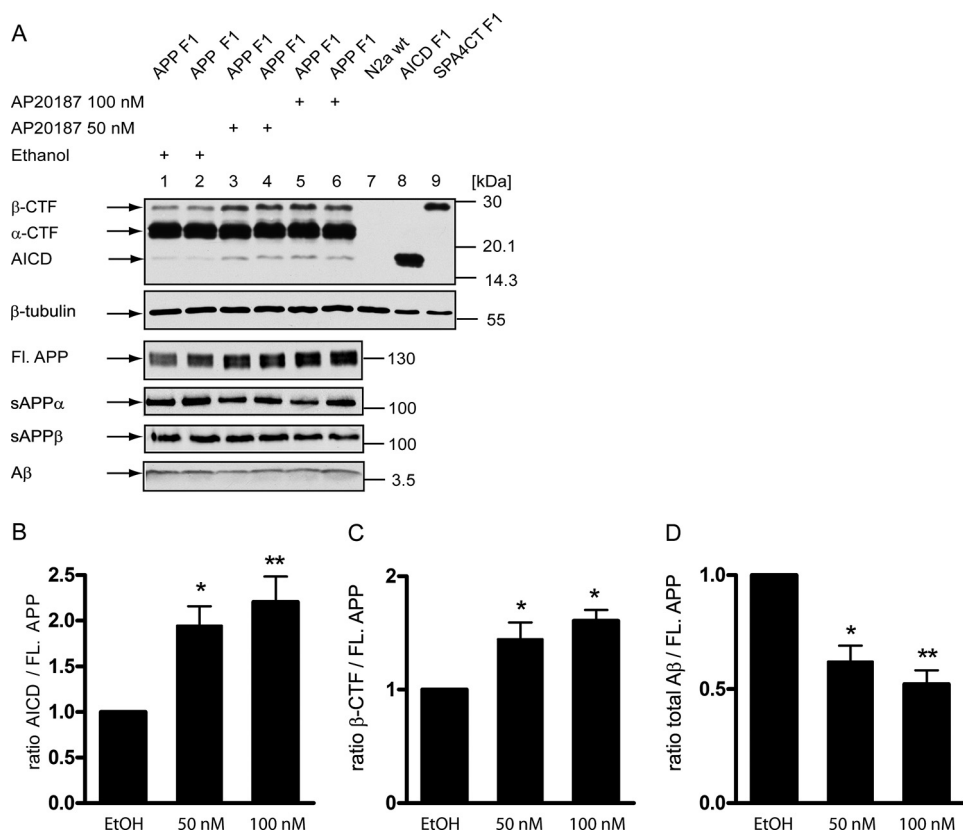 A
APP F1 APP F1 APP F1 APP F1 APP F1 APP F1 N2a wt AICD F1 SPA4CT F1
AP20187 100 nM + +
AP20187 50 nM + +
Ethanol + +
1 2 3 4 5 6 7 8 9 [kDa]
β-CTF 30
α-CTF 20.1
AICD 14.3
β-tubulin 55
Fl. APP 130
sAPPα 100
sAPPβ 100
Aβ 3.5
B
ratio AICD / FL. APP
2.5
2.0
1.5
1.0
0.5
0.0
* **
EtOH 50 nM 100 nM
C
ratio β-CTF / FL. APP
2
1
0
* *
EtOH 50 nM 100 nM
D
ratio total Aβ / FL. APP
1.0
0.5
0.0
* **
EtOH 50 nM 100 nM